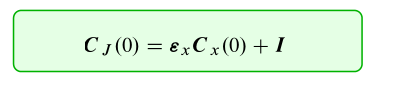 C_J(0) = ε_x C_x(0) + I